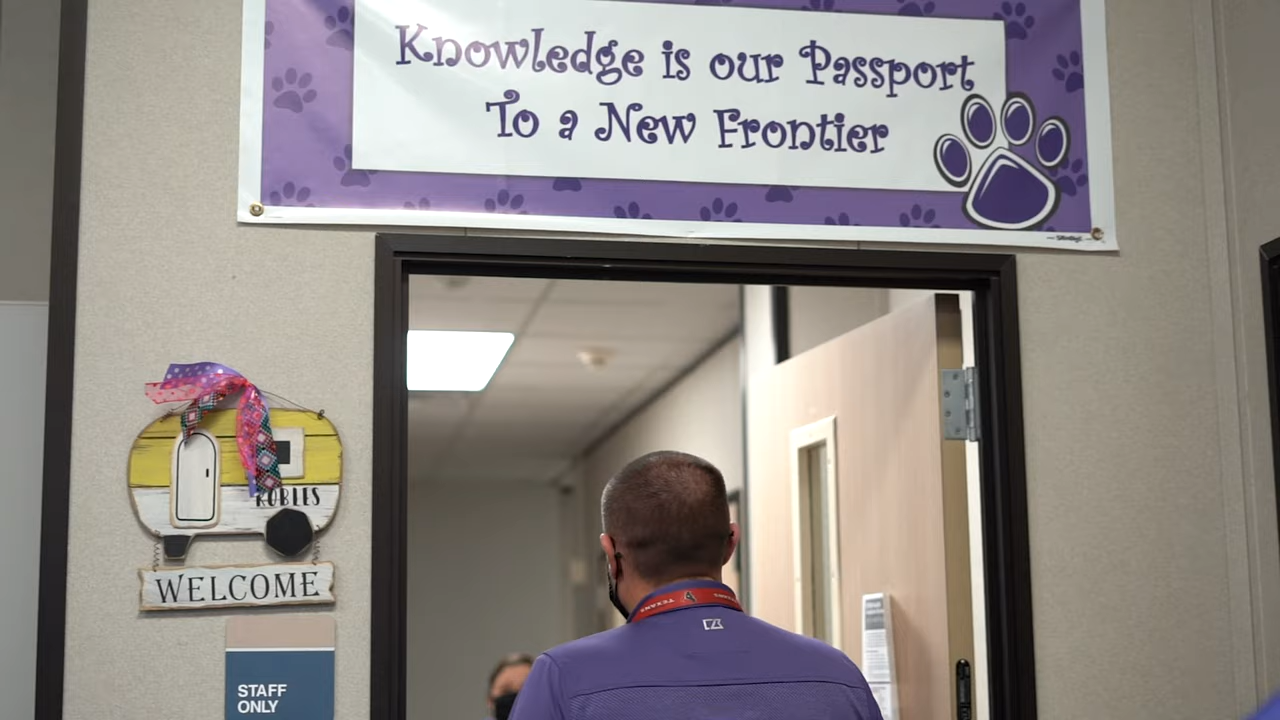 Knowledge is our Passport
To a New Frontier
ROBLES
WELCOME
STAFF
ONLY
TEXANS